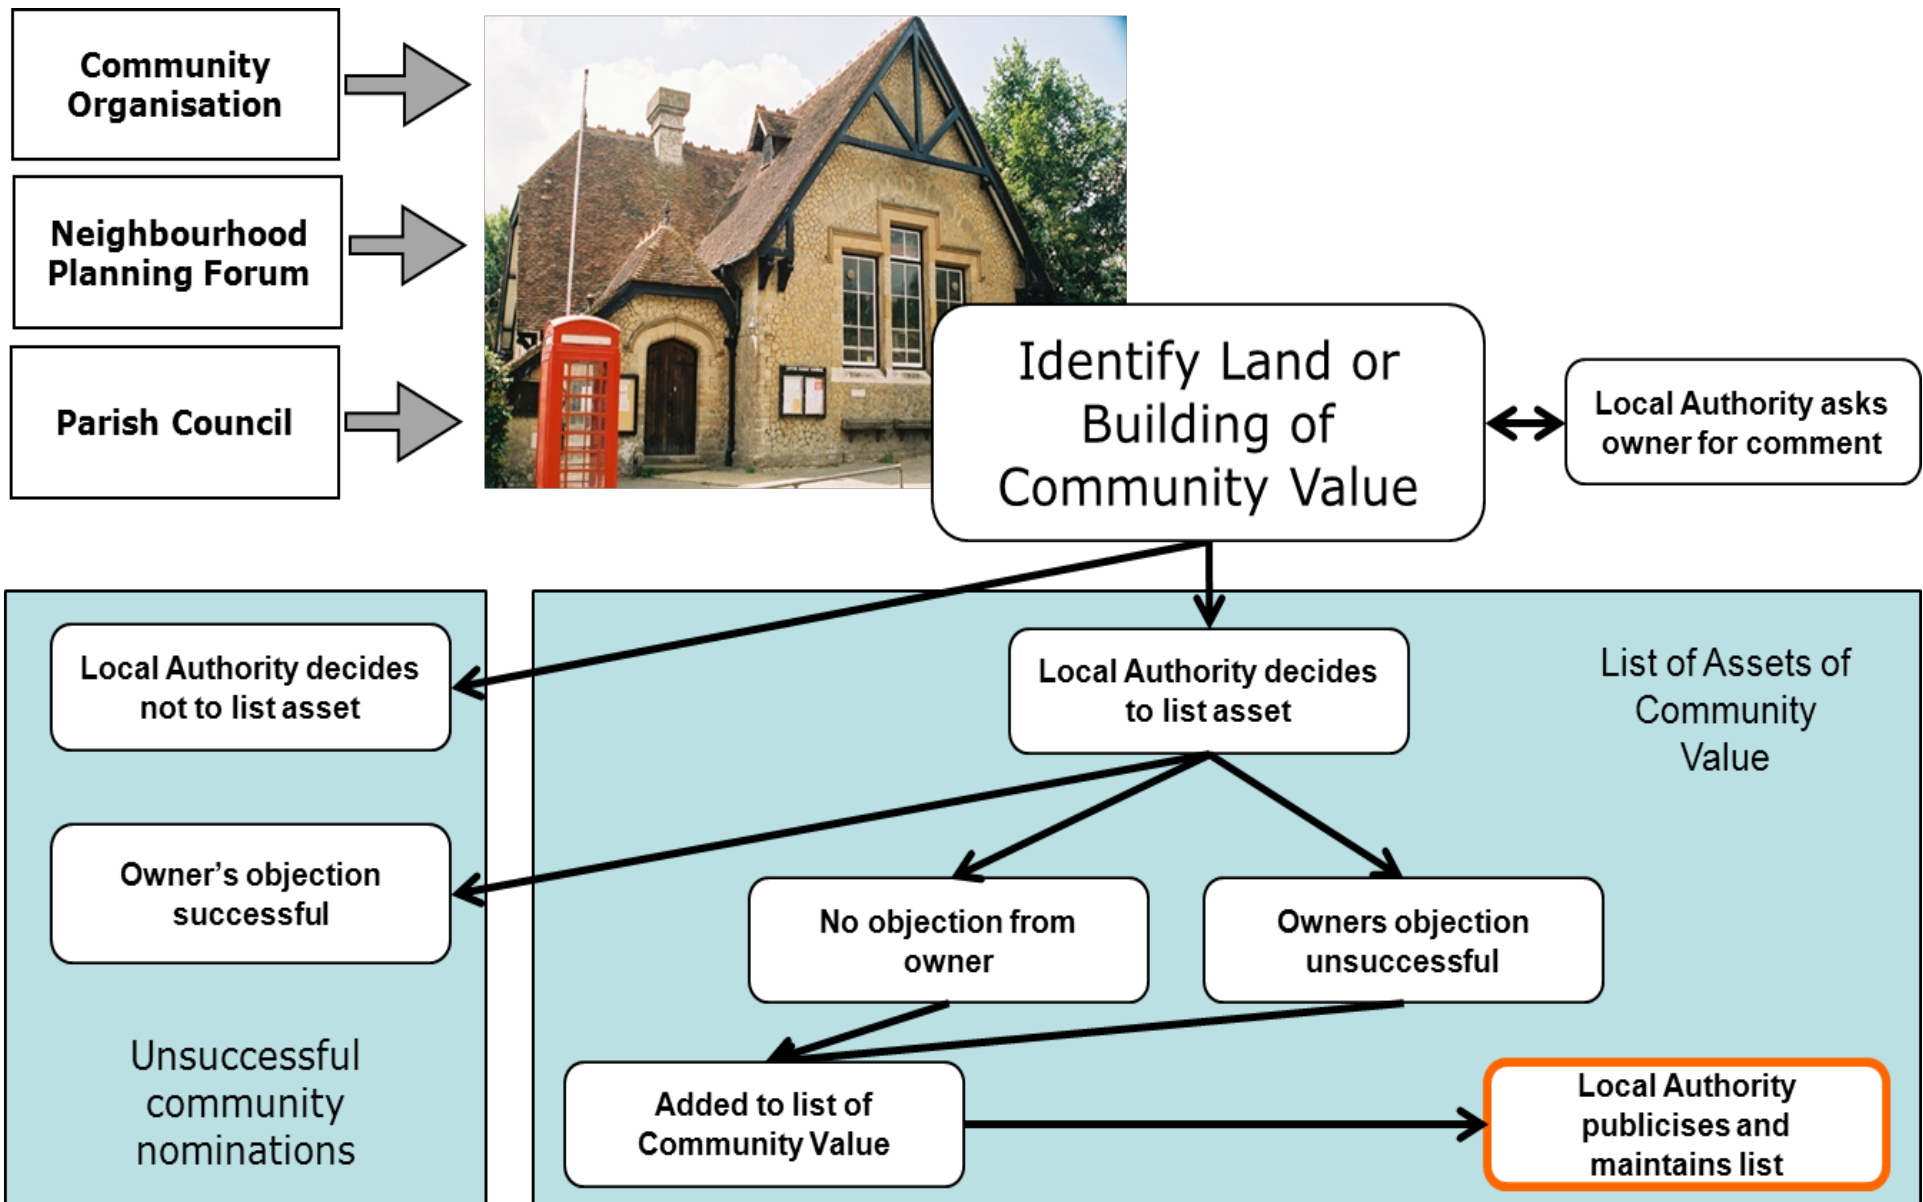 Community
Organisation
Neighbourhood
Planning Forum
Parish Council
Identify Land or
Building of
Community Value
Local Authority asks
owner for comment
Local Authority decides
not to list asset
Owner's objection
successful
Unsuccessful
community
nominations
Local Authority decides
to list asset
List of Assets of
Community
Value
No objection from
owner
Owners objection
unsuccessful
Added to list of
Community Value
Local Authority
publicises and
maintains list